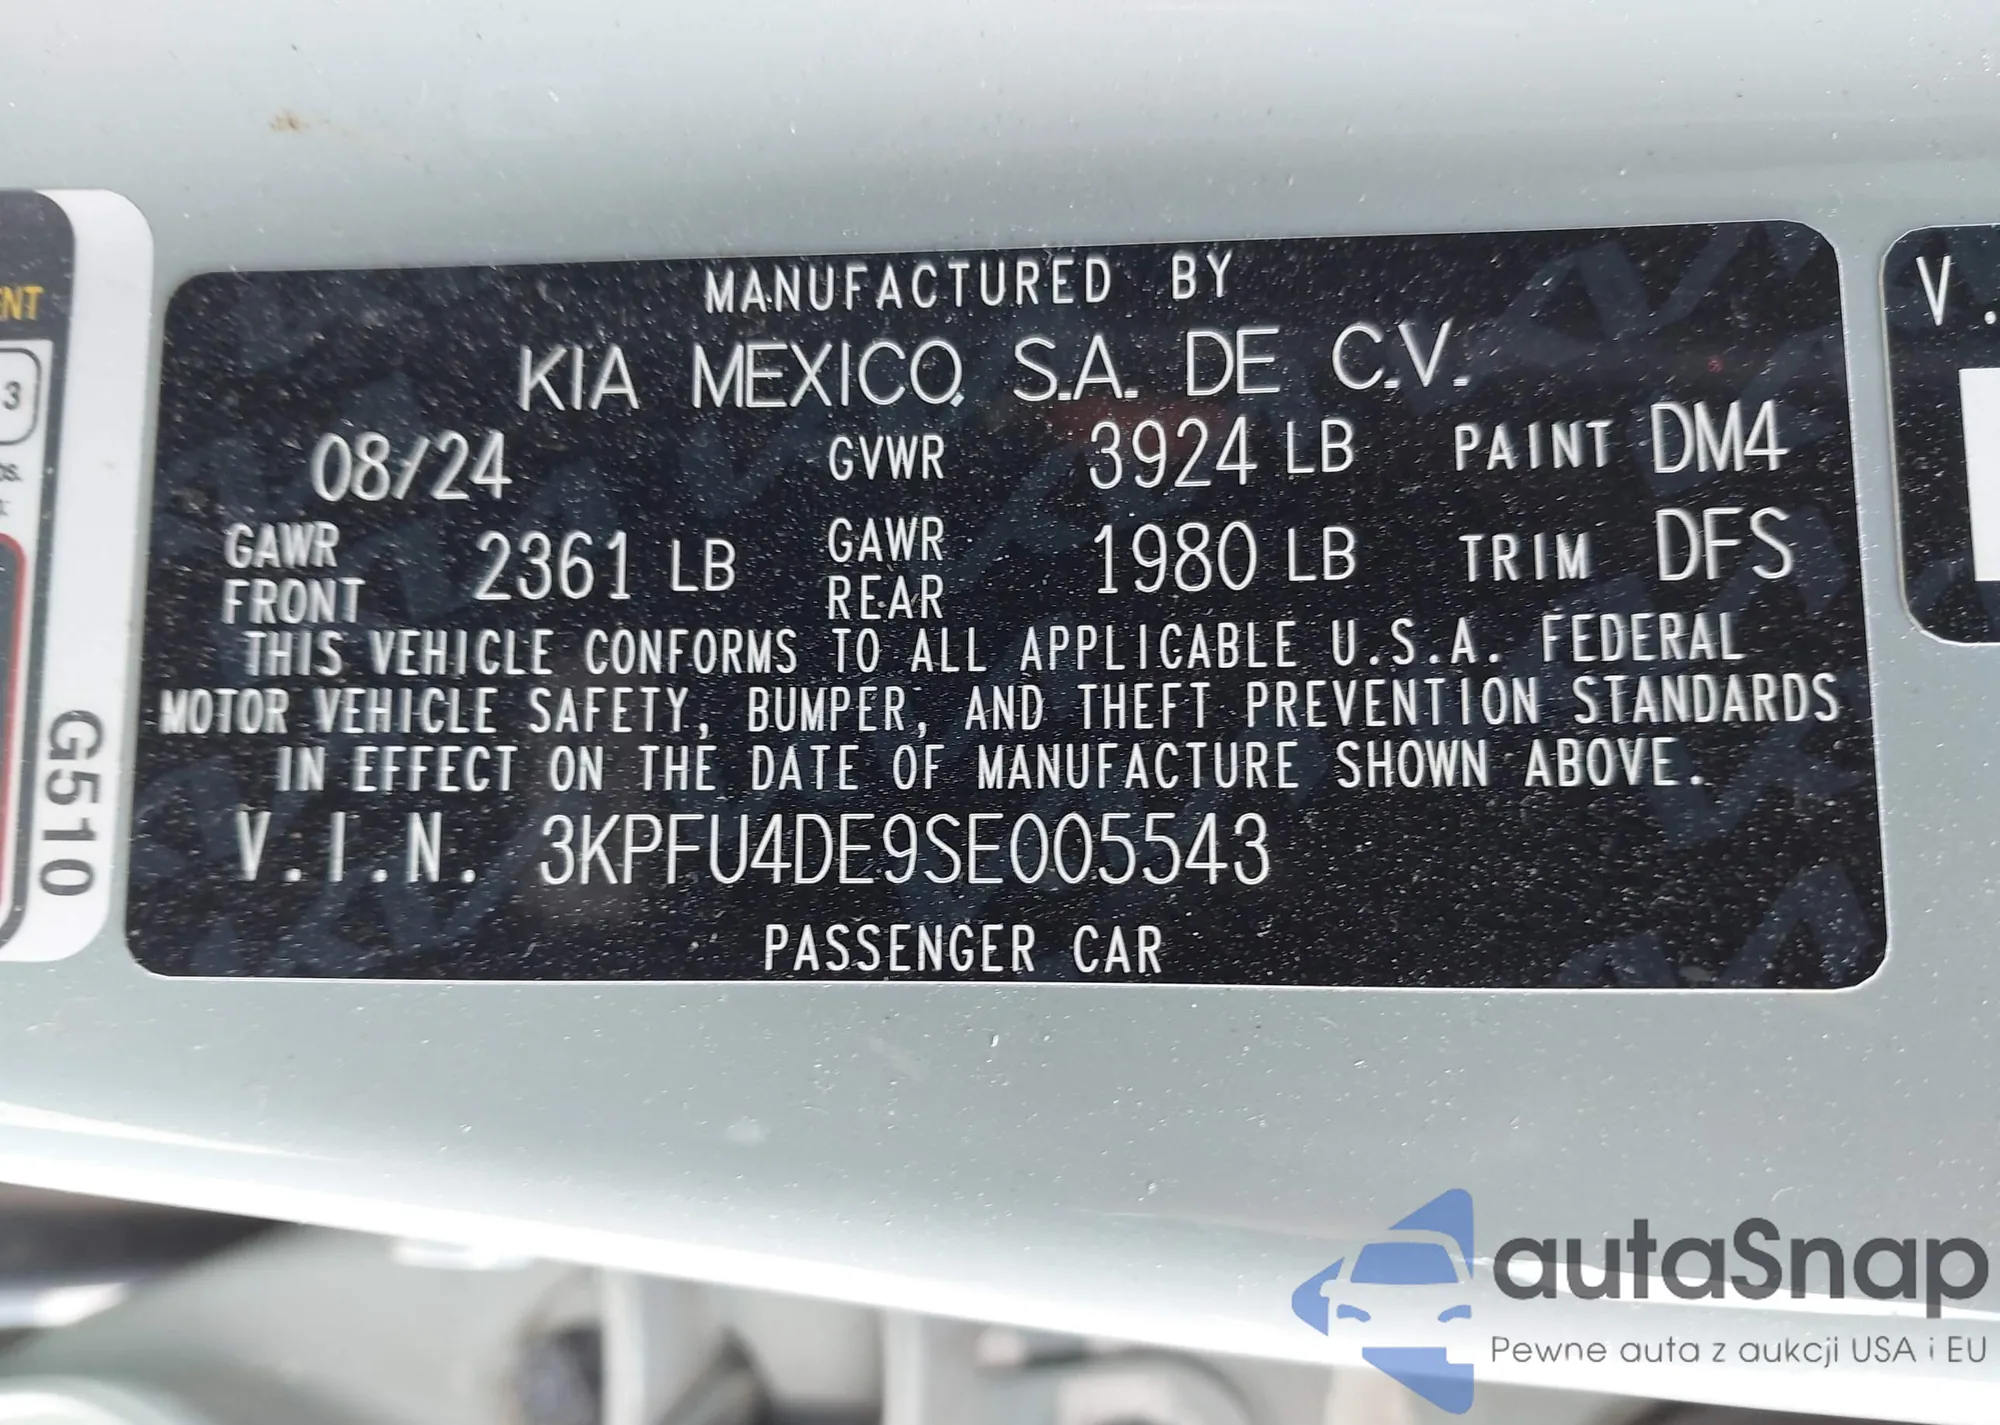 MANUFACTURED BY
KIA MEXICO, S.A. DE C.V.
08/24 GVWR 3924 LB PAINT DM4
GAWR FRONT 2361 LB GAWR REAR 1980 LB TRIM DFS
THIS VEHICLE CONFORMS TO ALL APPLICABLE U.S.A. FEDERAL
MOTOR VEHICLE SAFETY, BUMPER, AND THEFT PREVENTION STANDARDS
IN EFFECT ON THE DATE OF MANUFACTURE SHOWN ABOVE.
V.I.N. 3KPFU4DE9SE005543
PASSENGER CAR
G510
3
V.
autaSnap
Pewne auta z aukcji USA i EU